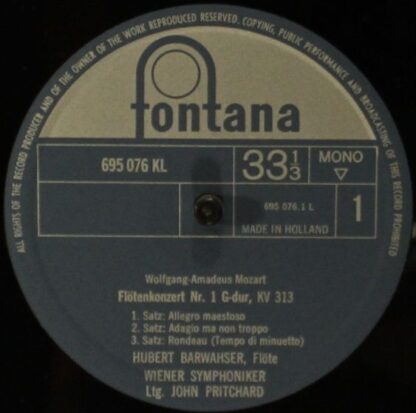 ALL RIGHTS OF THE RECORD PRODUCER AND OF THE OWNER OF THE WORK REPRODUCED RESERVED. COPYING, PUBLIC PERFORMANCE AND BROADCASTING OF THIS RECORD PROHIBITED
fontana
695 076 KL
33 1/3
MONO
695 076.1 L
1
MADE IN HOLLAND
Wolfgang-Amadeus Mozart
Flötenkonzert Nr. 1 G-dur, KV 313
1. Satz: Allegro maestoso
2. Satz: Adagio ma non troppo
3. Satz: Rondeau (Tempo di minuetto)
HUBERT BARWAHSER, Flöte
WIENER SYMPHONIKER
Ltg. JOHN PRITCHARD